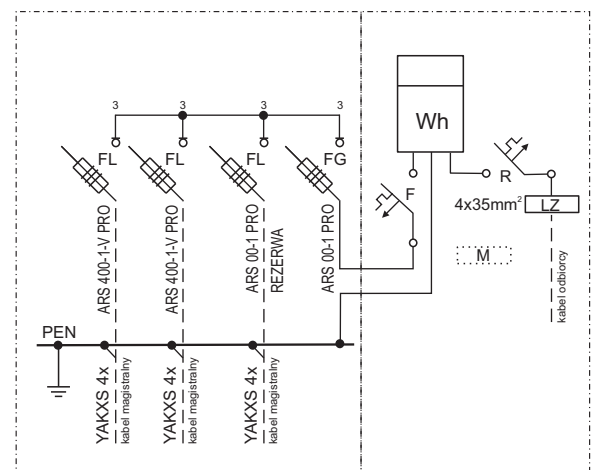 3
3
3
3
FL
FL
FL
FG
ARS 400-1-V PRO
ARS 400-1-V PRO
ARS 00-1 PRO
REZERWA
ARS 00-1 PRO
Wh
F
R
4x35mm²
LZ
M
kabel odbiorcy
PEN
YAKXS 4x
kabel magistralny
YAKXS 4x
kabel magistralny
YAKXS 4x
kabel magistralny